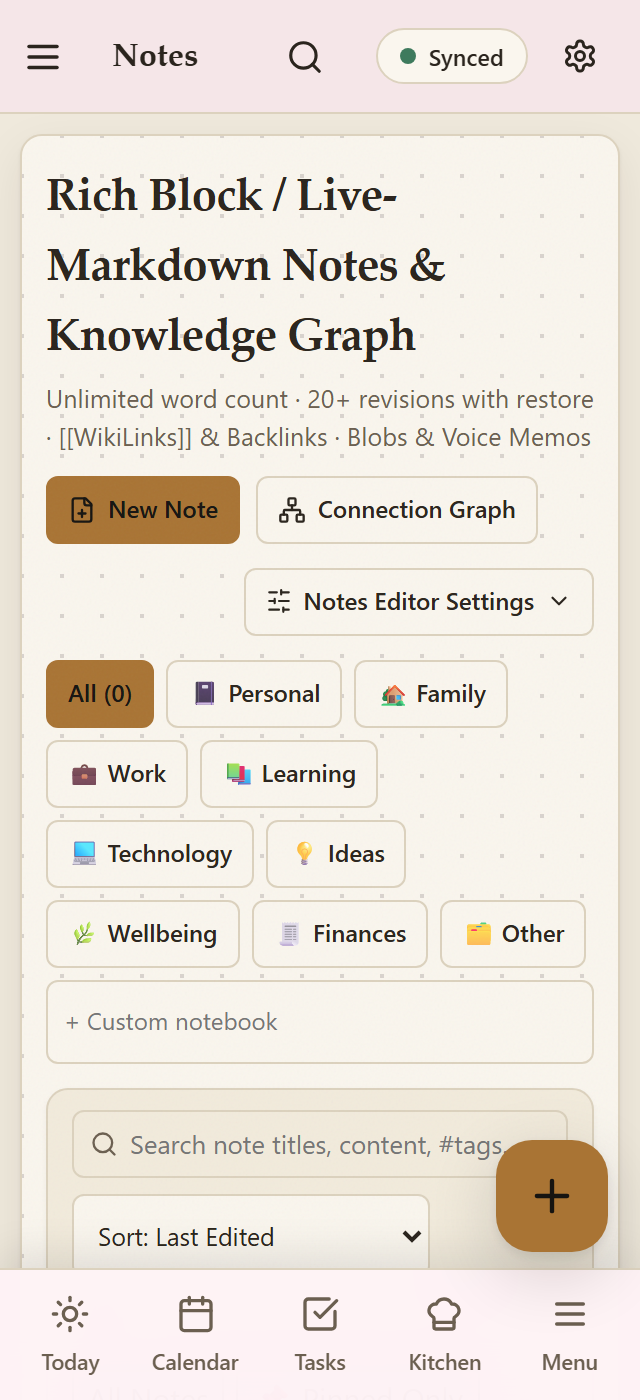 Notes
Synced
Rich Block / Live-
Markdown Notes &
Knowledge Graph
Unlimited word count · 20+ revisions with restore
· [[WikiLinks]] & Backlinks · Blobs & Voice Memos
New Note
Connection Graph
Notes Editor Settings
All (0)
Personal
Family
Work
Learning
Technology
Ideas
Wellbeing
Finances
Other
+ Custom notebook
Search note titles, content, #tags
Sort: Last Edited
Today
Calendar
Tasks
Kitchen
Menu